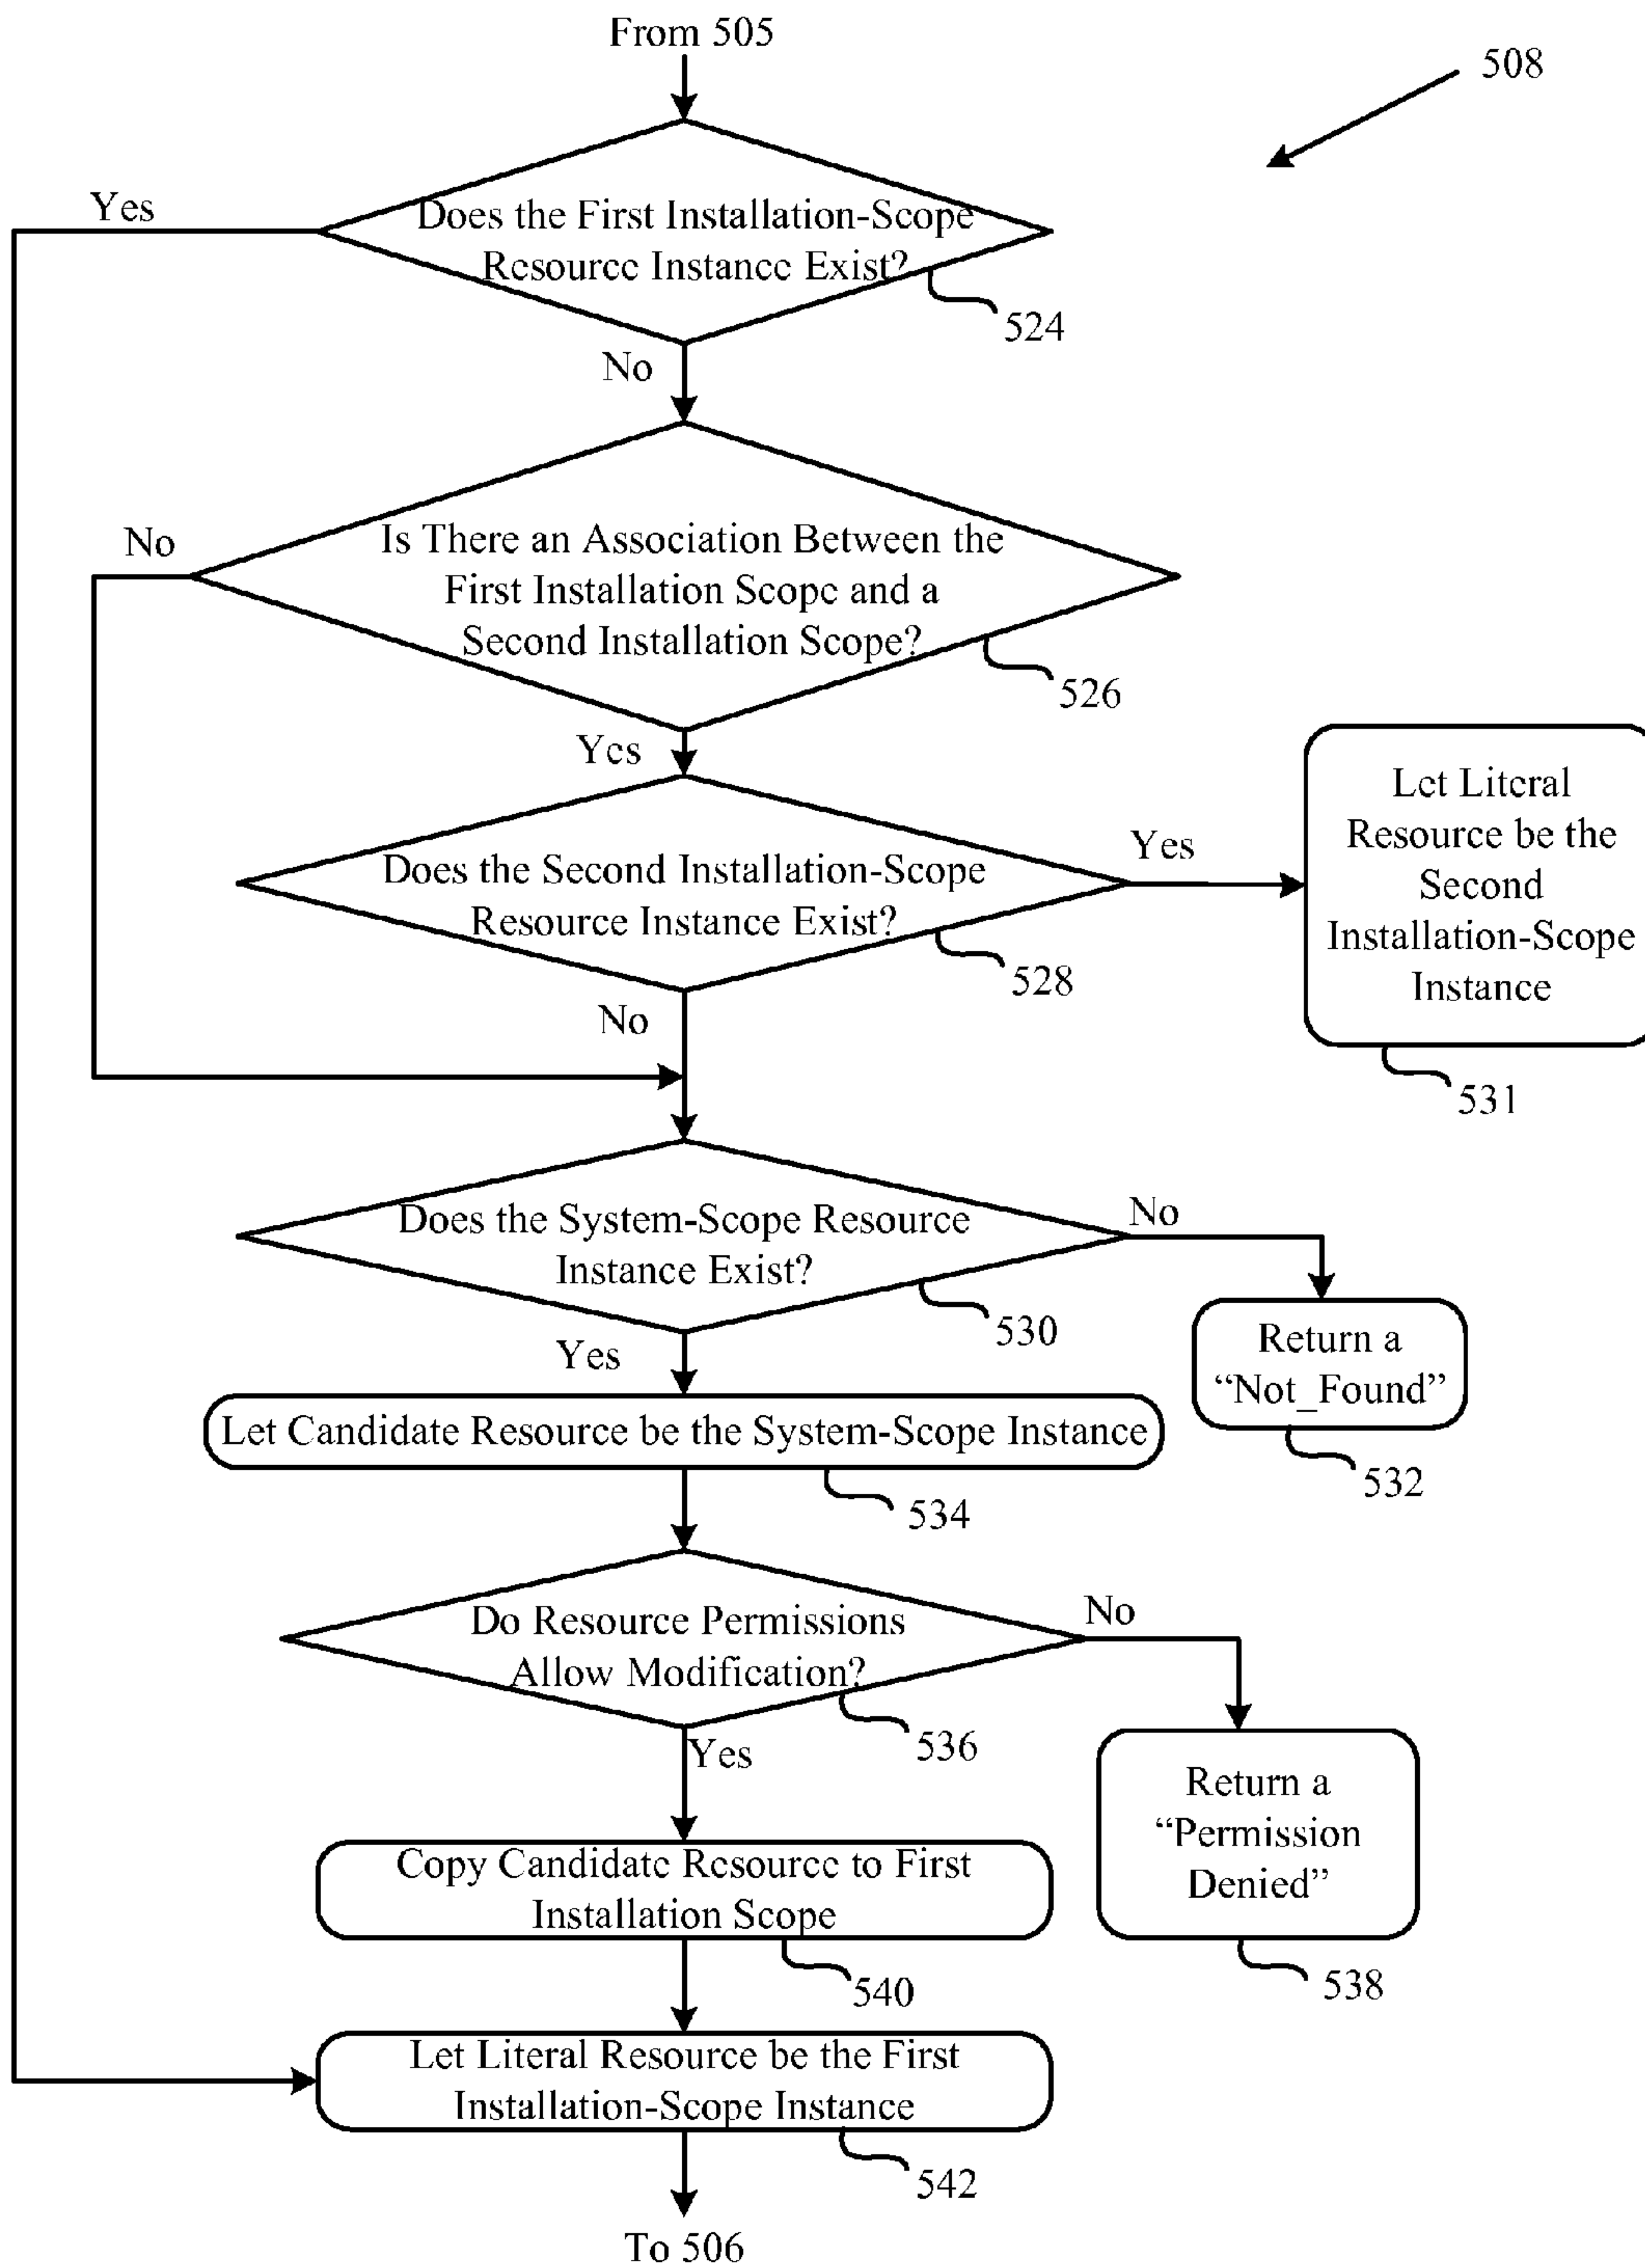 From 505
508
Yes
Does the First Installation-Scope
Resource Instance Exist?
524
No
No
Is There an Association Between the
First Installation Scope and a
Second Installation Scope?
526
Yes
Does the Second Installation-Scope
Resource Instance Exist?
528
Yes
Let Literal
Resource be the
Second
Installation-Scope
Instance
531
No
Does the System-Scope Resource
Instance Exist?
530
No
Return a
“Not_Found”
532
Yes
Let Candidate Resource be the System-Scope Instance
534
Do Resource Permissions
Allow Modification?
536
No
Return a
“Permission
Denied”
538
Yes
Copy Candidate Resource to First
Installation Scope
540
Let Literal Resource be the First
Installation-Scope Instance
542
To 506